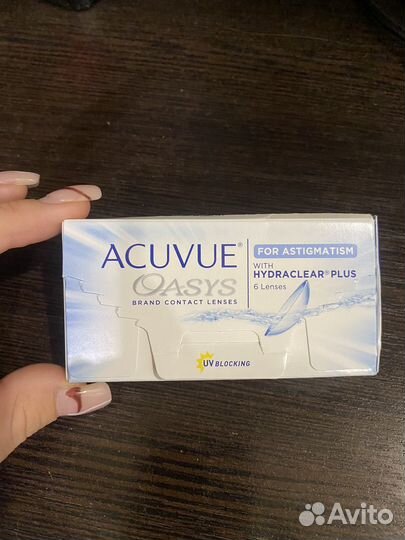 ACUVUE®
OASYS
BRAND CONTACT LENSES
FOR ASTIGMATISM
WITH
HYDRACLEAR® PLUS
6 Lenses
UV BLOCKING
Avito